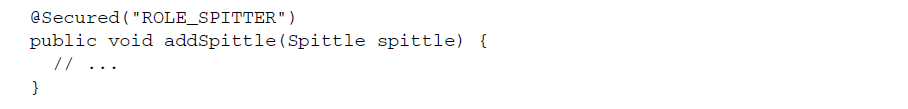 @Secured("ROLE_SPITTER")
public void addSpittle(Spittle spittle) {
  // ...
}